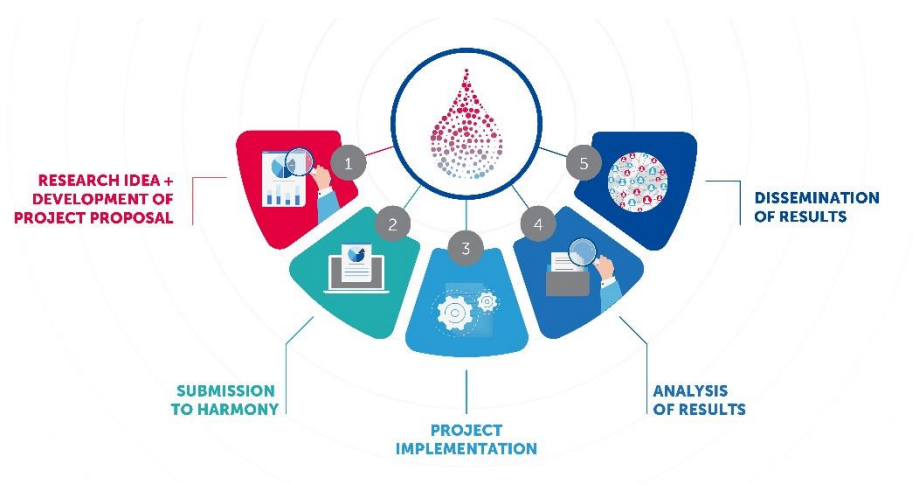 1
RESEARCH IDEA +
DEVELOPMENT OF
PROJECT PROPOSAL
2
SUBMISSION
TO HARMONY
3
PROJECT
IMPLEMENTATION
4
ANALYSIS
OF RESULTS
5
DISSEMINATION
OF RESULTS